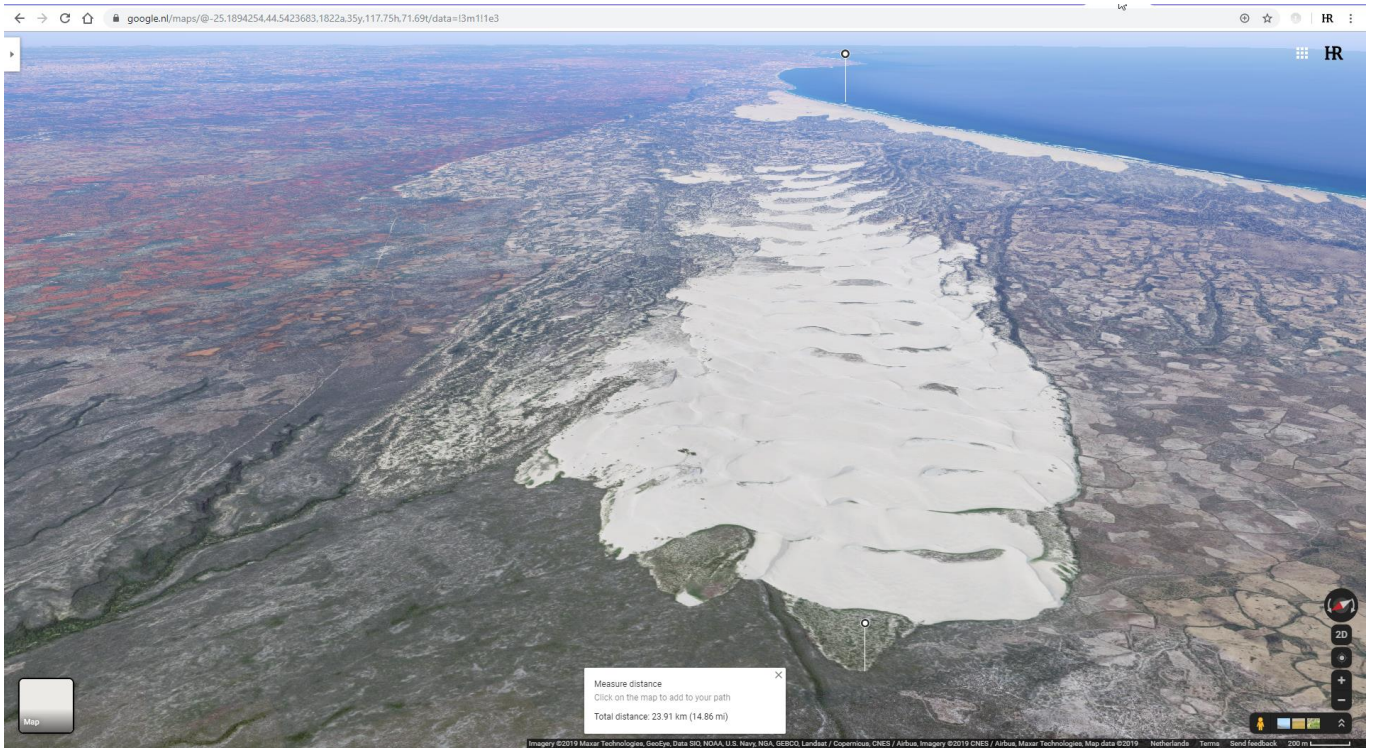 google.nl/maps/@-25.1894254,44.5423683,1822a,35y,117.75h,71.69t/data=!3m1!1e3
HR
HR
2D
Measure distance
Click on the map to add to your path
Total distance: 23.91 km (14.86 mi)
Map
Imagery ©2019 Maxar Technologies, GeoEye, Data SIO, NOAA, U.S. Navy, NGA, GEBCO, Landsat / Copernicus, CNES / Airbus, Imagery ©2019 CNES / Airbus, Maxar Technologies, Map data ©2019 Netherlands Terms Send feedback 200 m